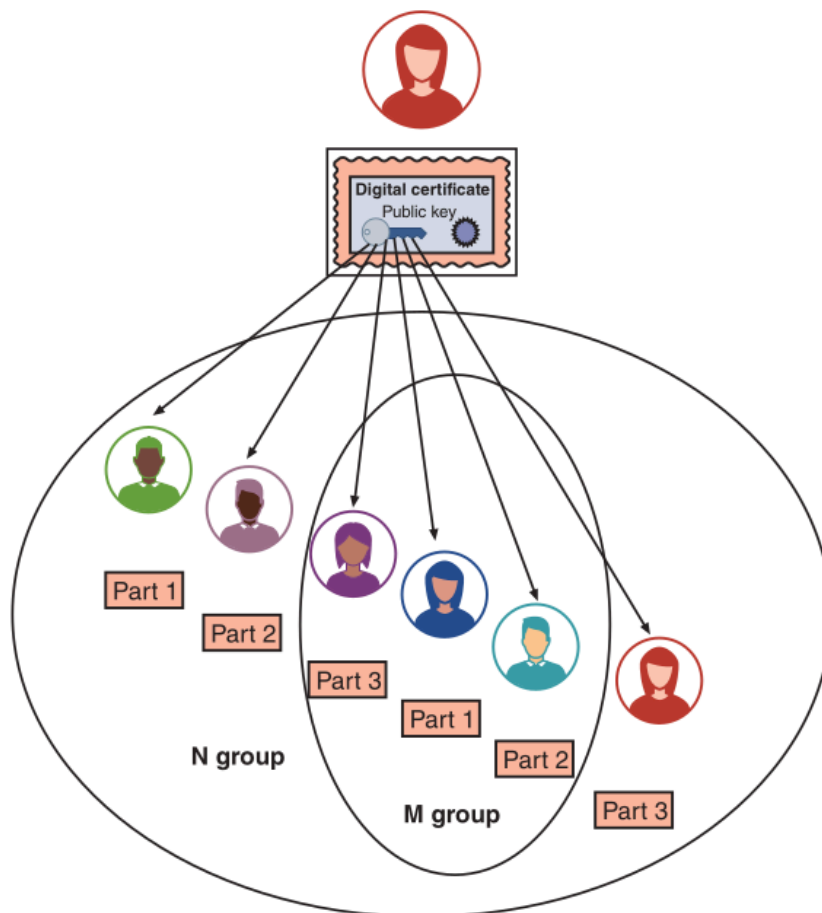 Digital certificate
Public key
Part 1
Part 2
Part 3
Part 1
Part 2
Part 3
N group
M group